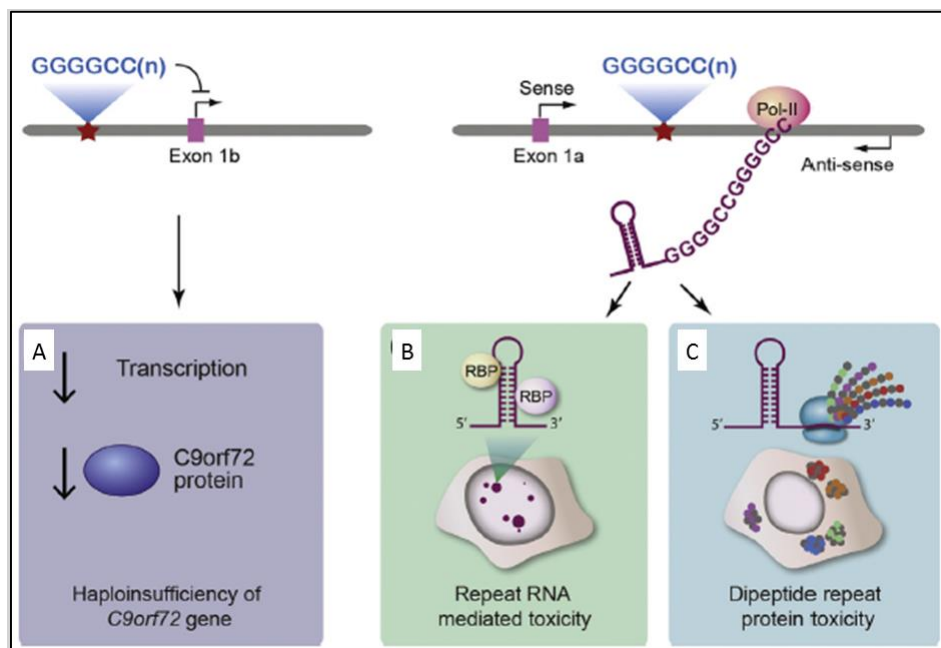 GGGGCC(n)
Exon 1b
GGGGCC(n)
Sense
Pol-II
Exon 1a
Anti-sense
GGGGCCGGGGCC
A
Transcription
C9orf72
protein
Haploinsufficiency of
C9orf72 gene
B
RBP
RBP
5′
3′
Repeat RNA
mediated toxicity
C
5′
3′
Dipeptide repeat
protein toxicity